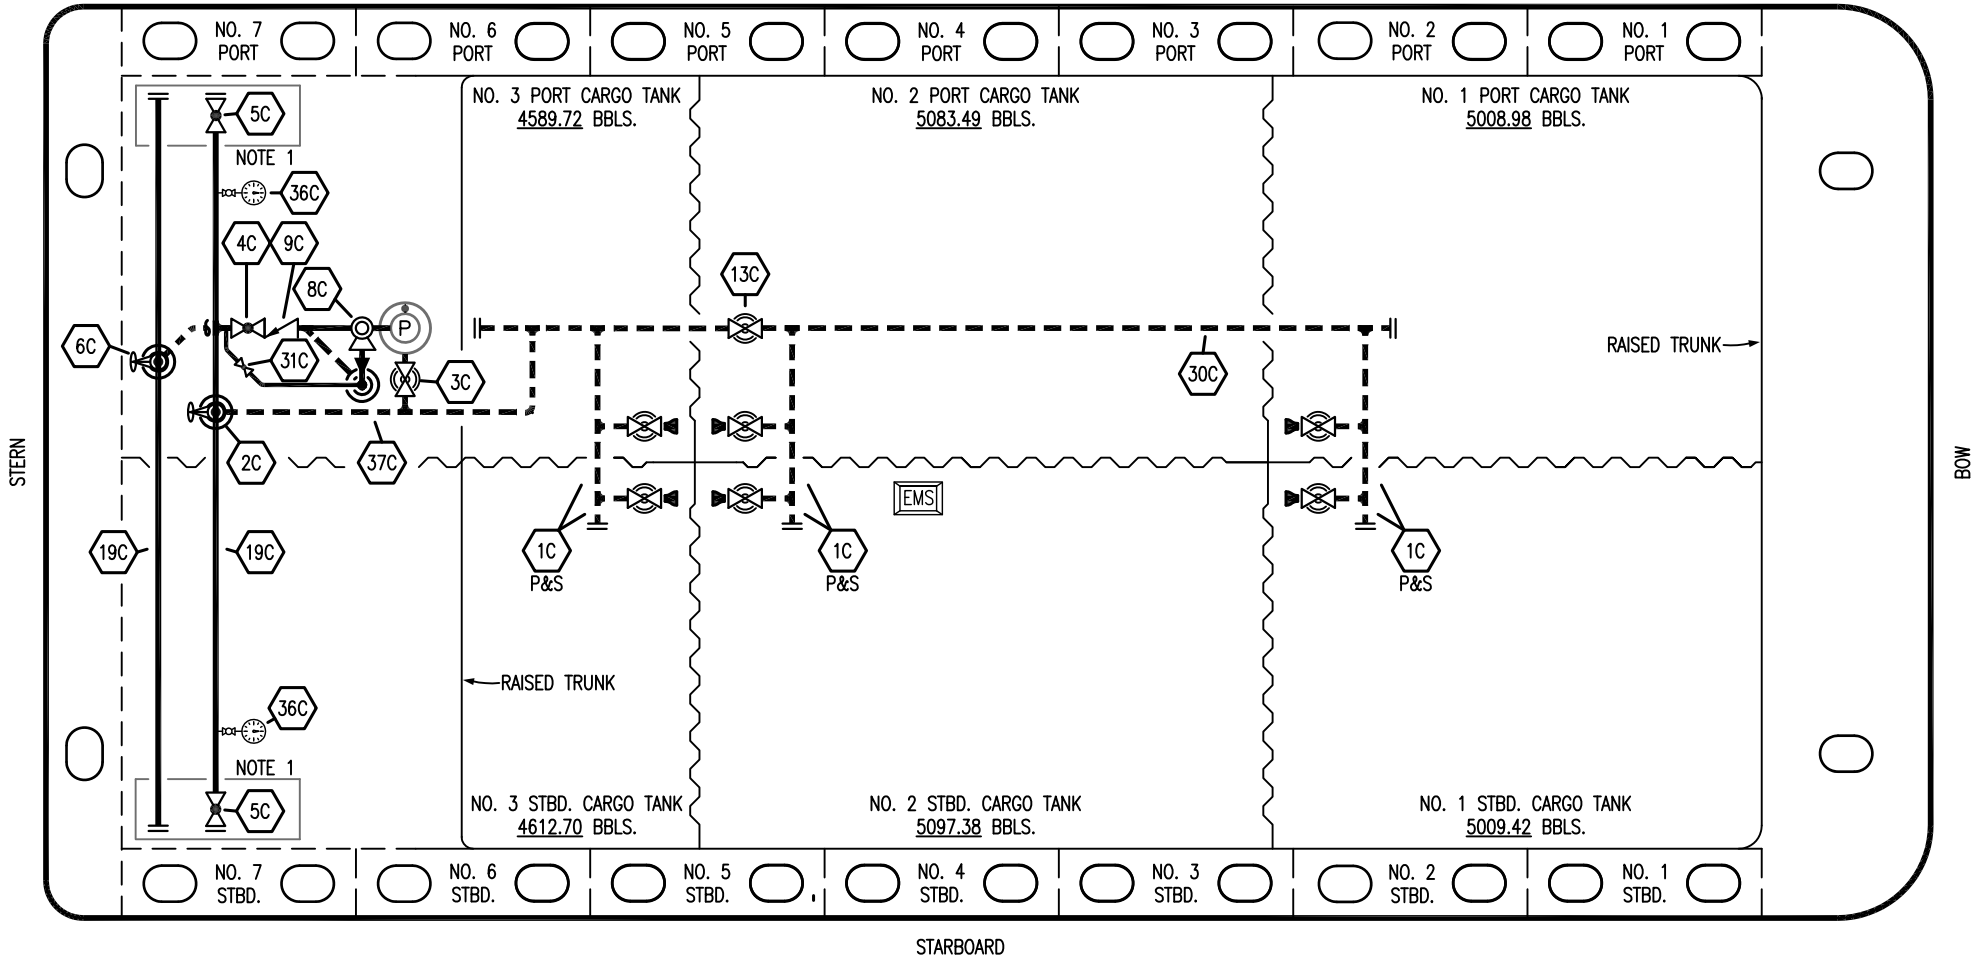 NO. 7
PORT
NO. 6
PORT
NO. 5
PORT
NO. 4
PORT
NO. 3
PORT
NO. 2
PORT
NO. 1
PORT
NO. 3 PORT CARGO TANK
4589.72 BBLS.
NO. 2 PORT CARGO TANK
5083.49 BBLS.
NO. 1 PORT CARGO TANK
5008.98 BBLS.
5C
NOTE 1
36C
4C
9C
8C
13C
P
6C
31C
3C
30C
RAISED TRUNK
2C
37C
STERN
BOW
EMS
19C
19C
1C
P&S
1C
P&S
1C
P&S
RAISED TRUNK
36C
NOTE 1
5C
NO. 3 STBD. CARGO TANK
4612.70 BBLS.
NO. 2 STBD. CARGO TANK
5097.38 BBLS.
NO. 1 STBD. CARGO TANK
5009.42 BBLS.
NO. 7
STBD.
NO. 6
STBD.
NO. 5
STBD.
NO. 4
STBD.
NO. 3
STBD.
NO. 2
STBD.
NO. 1
STBD.
STARBOARD